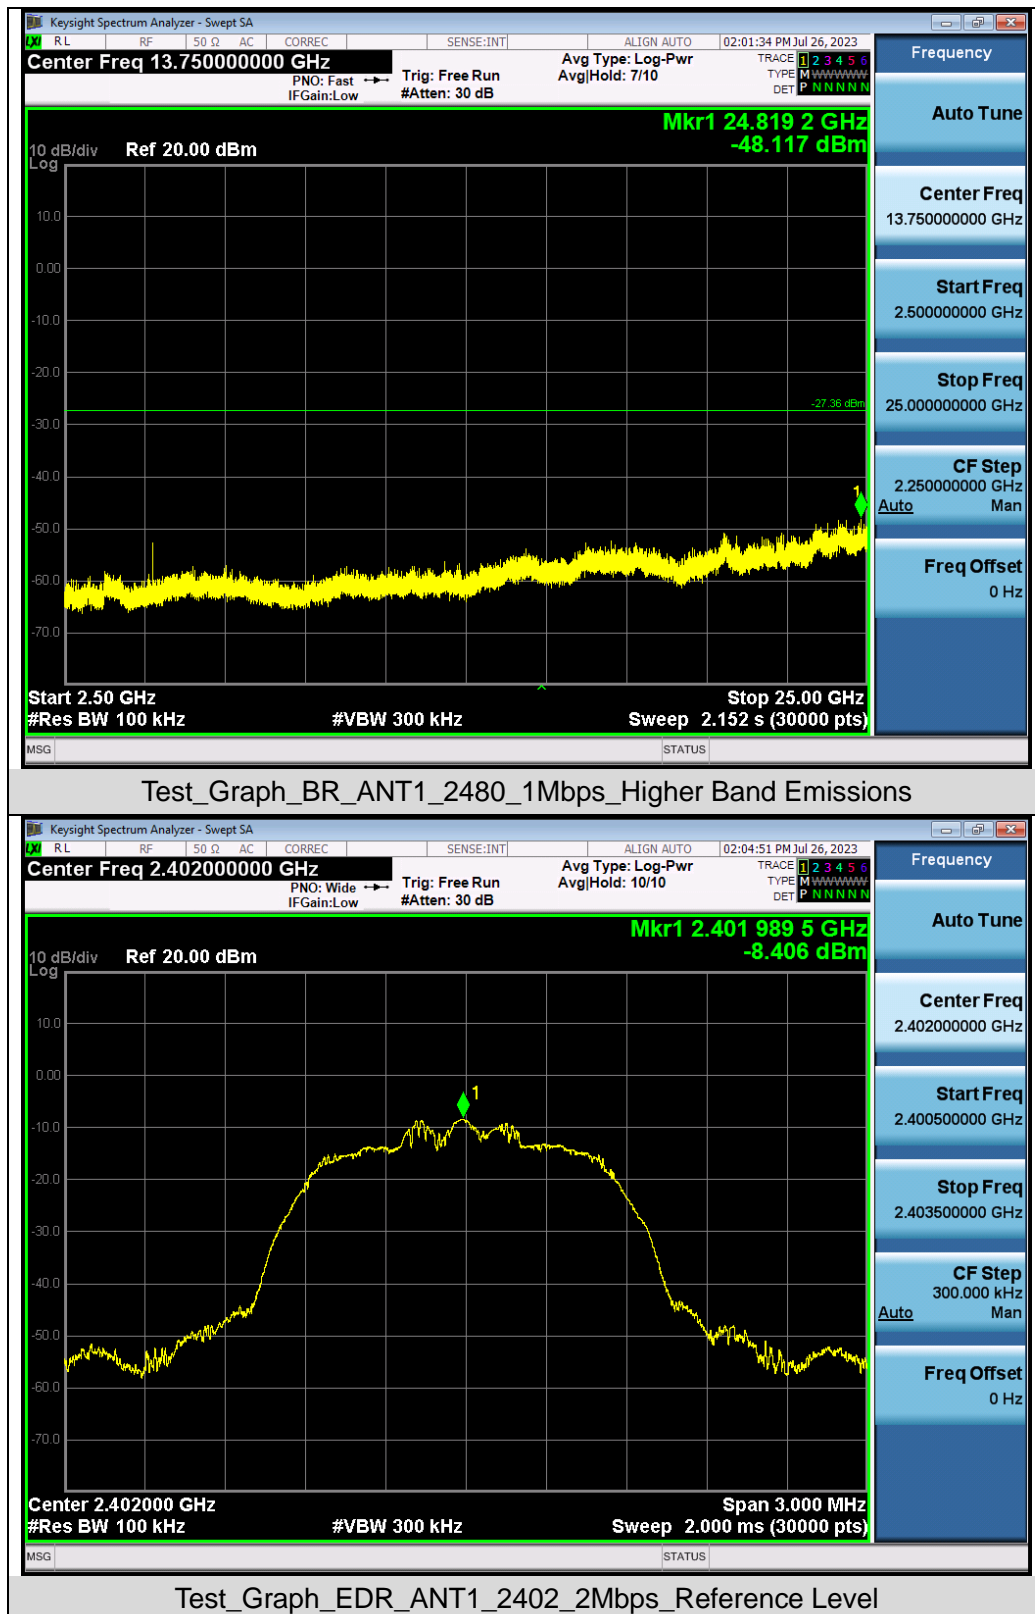 Keysight Spectrum Analyzer - Swept SA
LXI RL RF 50 Ω AC CORREC SENSE:INT ALIGN AUTO 02:01:34 PM Jul 26, 2023
Center Freq 13.750000000 GHz
PNO: Fast
IFGain:Low
Trig: Free Run
#Atten: 30 dB
Avg Type: Log-Pwr
Avg|Hold: 7/10
TRACE 1 2 3 4 5 6
TYPE M WWWWW
DET P N N N N N
Frequency
Mkr1 24.819 2 GHz
-48.117 dBm
10 dB/div Ref 20.00 dBm
Log
10.0
0.00
-10.0
-20.0
-27.36 dBm
-30.0
-40.0
1
-50.0
-60.0
-70.0
Start 2.50 GHz Stop 25.00 GHz
#Res BW 100 kHz #VBW 300 kHz Sweep 2.152 s (30000 pts)
MSG STATUS
Auto Tune
Center Freq
13.750000000 GHz
Start Freq
2.500000000 GHz
Stop Freq
25.000000000 GHz
CF Step
2.250000000 GHz
Auto Man
Freq Offset
0 Hz
Test_Graph_BR_ANT1_2480_1Mbps_Higher Band Emissions
Keysight Spectrum Analyzer - Swept SA
LXI RL RF 50 Ω AC CORREC SENSE:INT ALIGN AUTO 02:04:51 PM Jul 26, 2023
Center Freq 2.402000000 GHz
PNO: Wide
IFGain:Low
Trig: Free Run
#Atten: 30 dB
Avg Type: Log-Pwr
Avg|Hold: 10/10
TRACE 1 2 3 4 5 6
TYPE M WWWWW
DET P N N N N N
Frequency
Mkr1 2.401 989 5 GHz
-8.406 dBm
10 dB/div Ref 20.00 dBm
Log
10.0
0.00
1
-10.0
-20.0
-30.0
-40.0
-50.0
-60.0
-70.0
Center 2.402000 GHz Span 3.000 MHz
#Res BW 100 kHz #VBW 300 kHz Sweep 2.000 ms (30000 pts)
MSG STATUS
Auto Tune
Center Freq
2.402000000 GHz
Start Freq
2.400500000 GHz
Stop Freq
2.403500000 GHz
CF Step
300.000 kHz
Auto Man
Freq Offset
0 Hz
Test_Graph_EDR_ANT1_2402_2Mbps_Reference Level